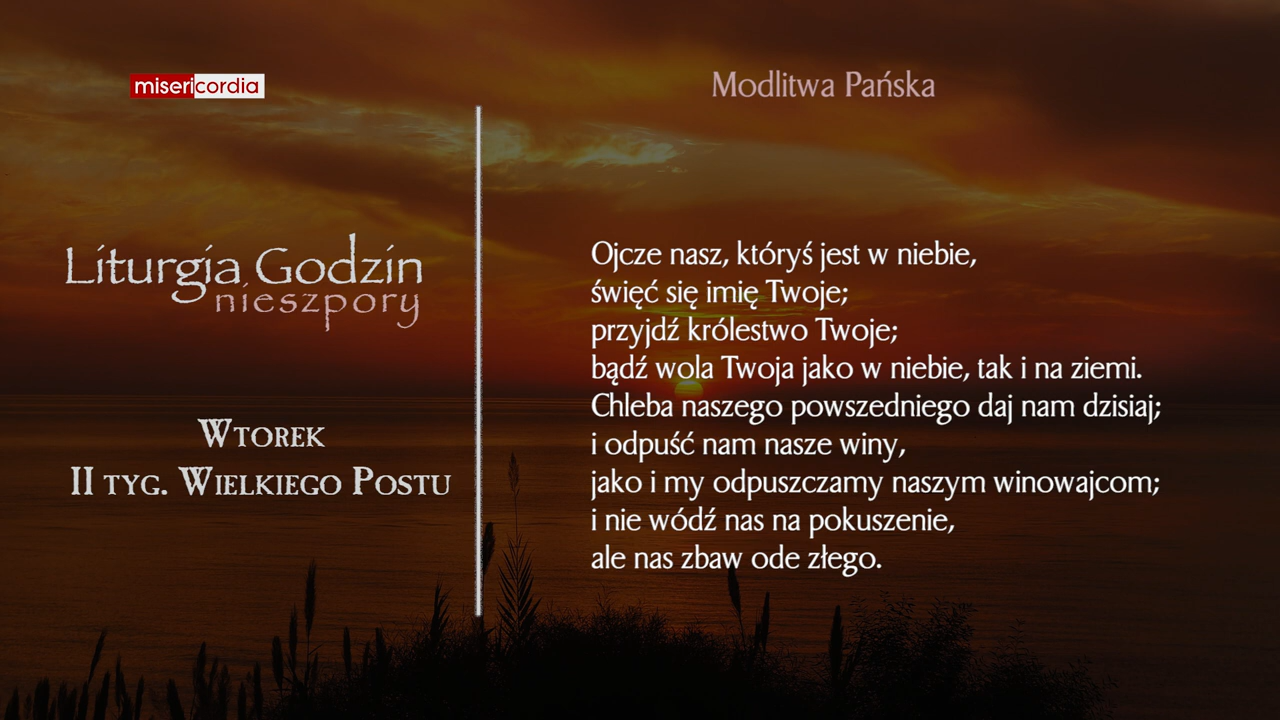 misericordia
Liturgia Godzin
nieszpory
Wtorek
II tyg. Wielkiego Postu
Modlitwa Pańska
Ojcze nasz, któryś jest w niebie,
święć się imię Twoje;
przyjdź królestwo Twoje;
bądź wola Twoja jako w niebie, tak i na ziemi.
Chleba naszego powszedniego daj nam dzisiaj;
i odpuść nam nasze winy,
jako i my odpuszczamy naszym winowajcom;
i nie wódź nas na pokuszenie,
ale nas zbaw ode złego.